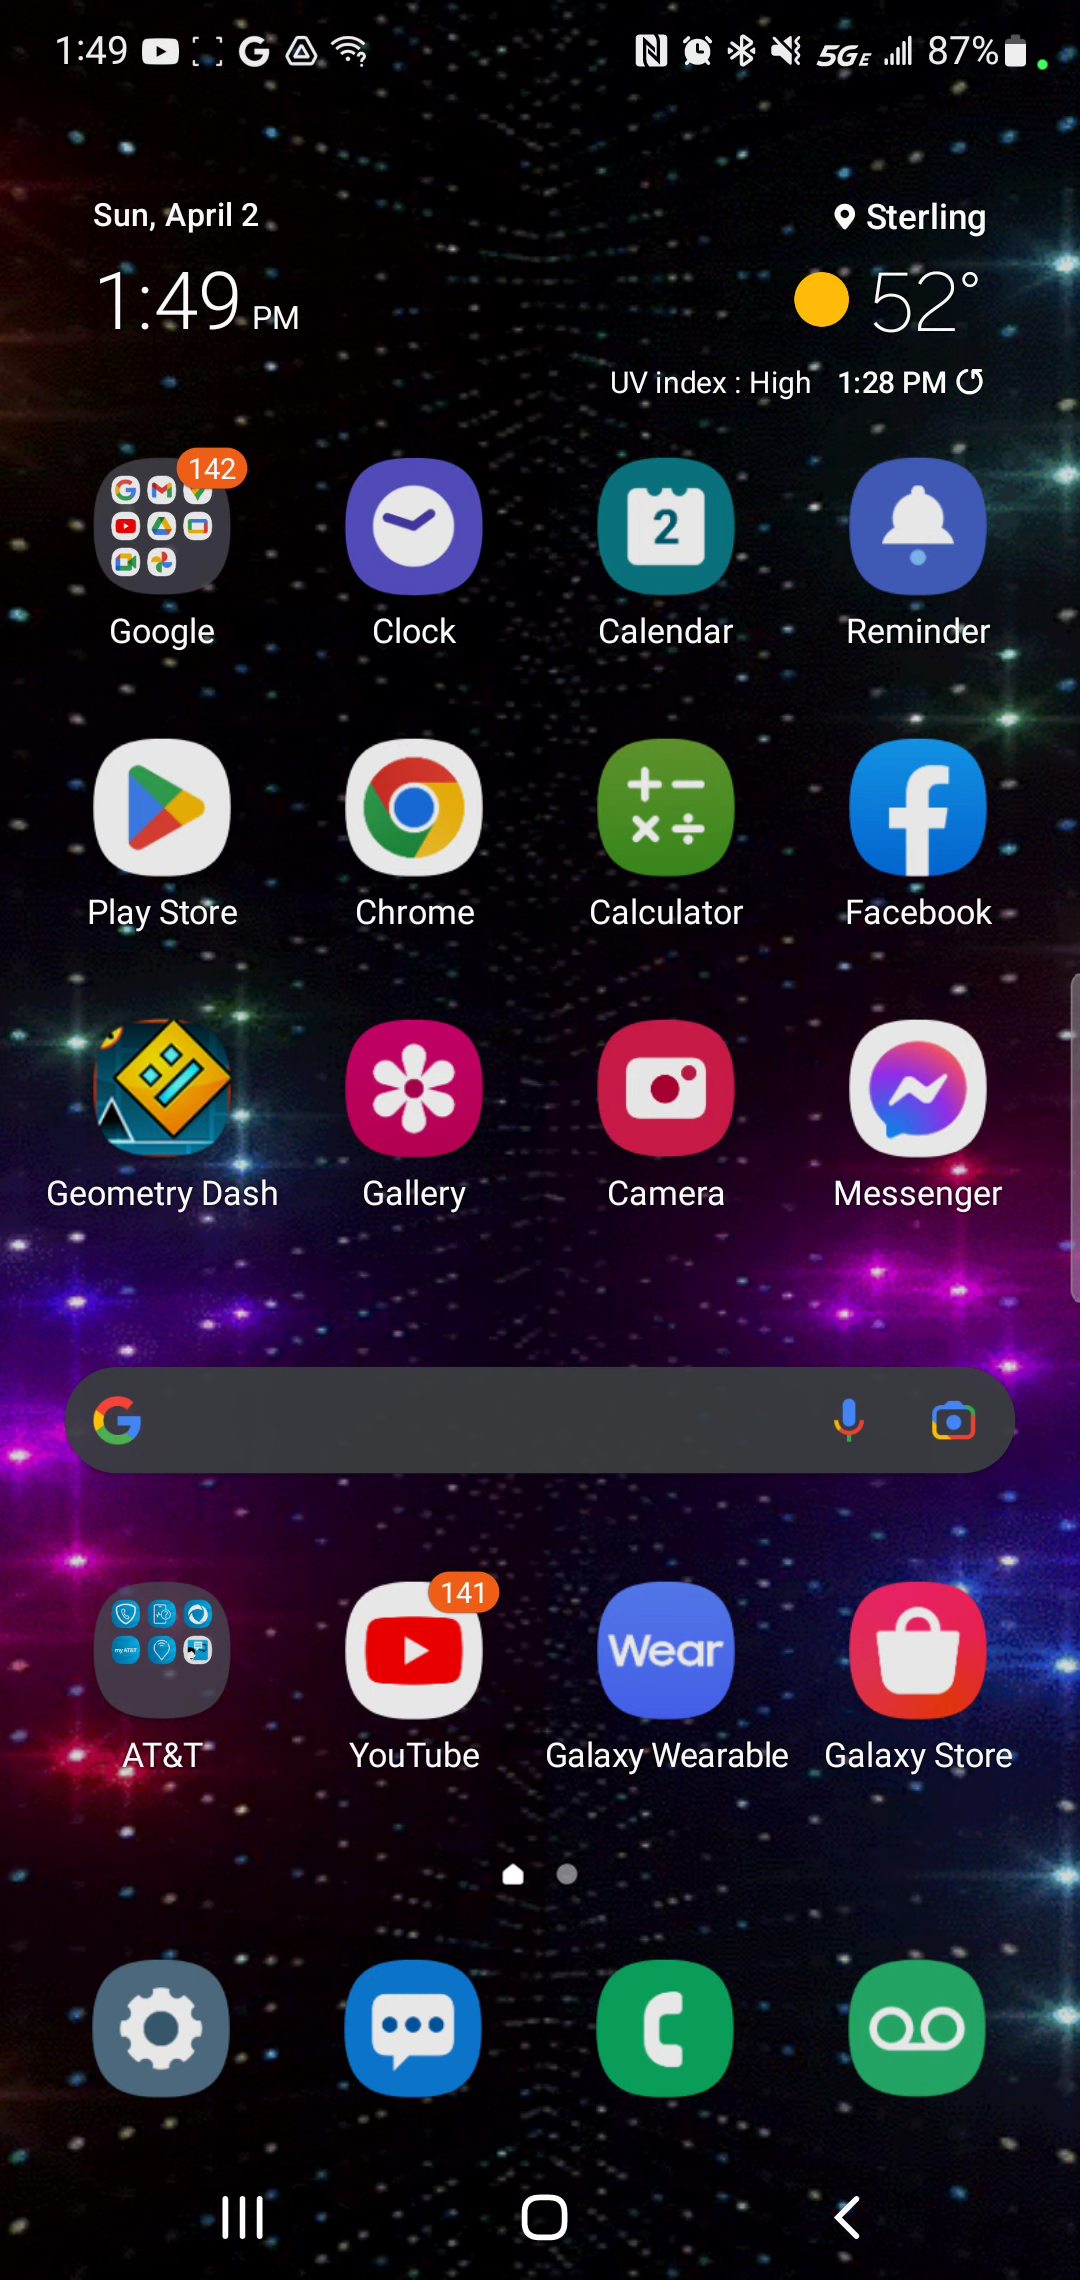 1:49 5GE 87%
Sun, April 2
Sterling
1:49 PM
52°
UV index : High 1:28 PM
142
2
Google Clock Calendar Reminder
Play Store Chrome Calculator Facebook
Geometry Dash Gallery Camera Messenger
G
141
myAT&T
Wear
AT&T YouTube Galaxy Wearable Galaxy Store